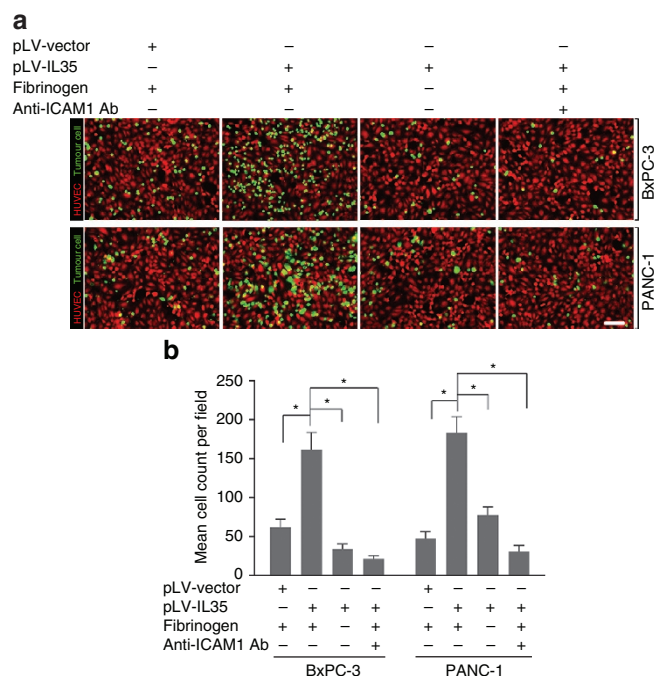 a
pLV-vector + – – –
pLV-IL35 – + + +
Fibrinogen + + – +
Anti-ICAM1 Ab – – – +
HUVEC Tumour cell
BxPC-3
HUVEC Tumour cell
PANC-1
b
Mean cell count per field
250
200
150
100
50
0
* * * * * *
pLV-vector + – – – + – – –
pLV-IL35 – + + + – + + +
Fibrinogen + + – + + + – +
Anti-ICAM1 Ab – – – + – – – +
BxPC-3 PANC-1